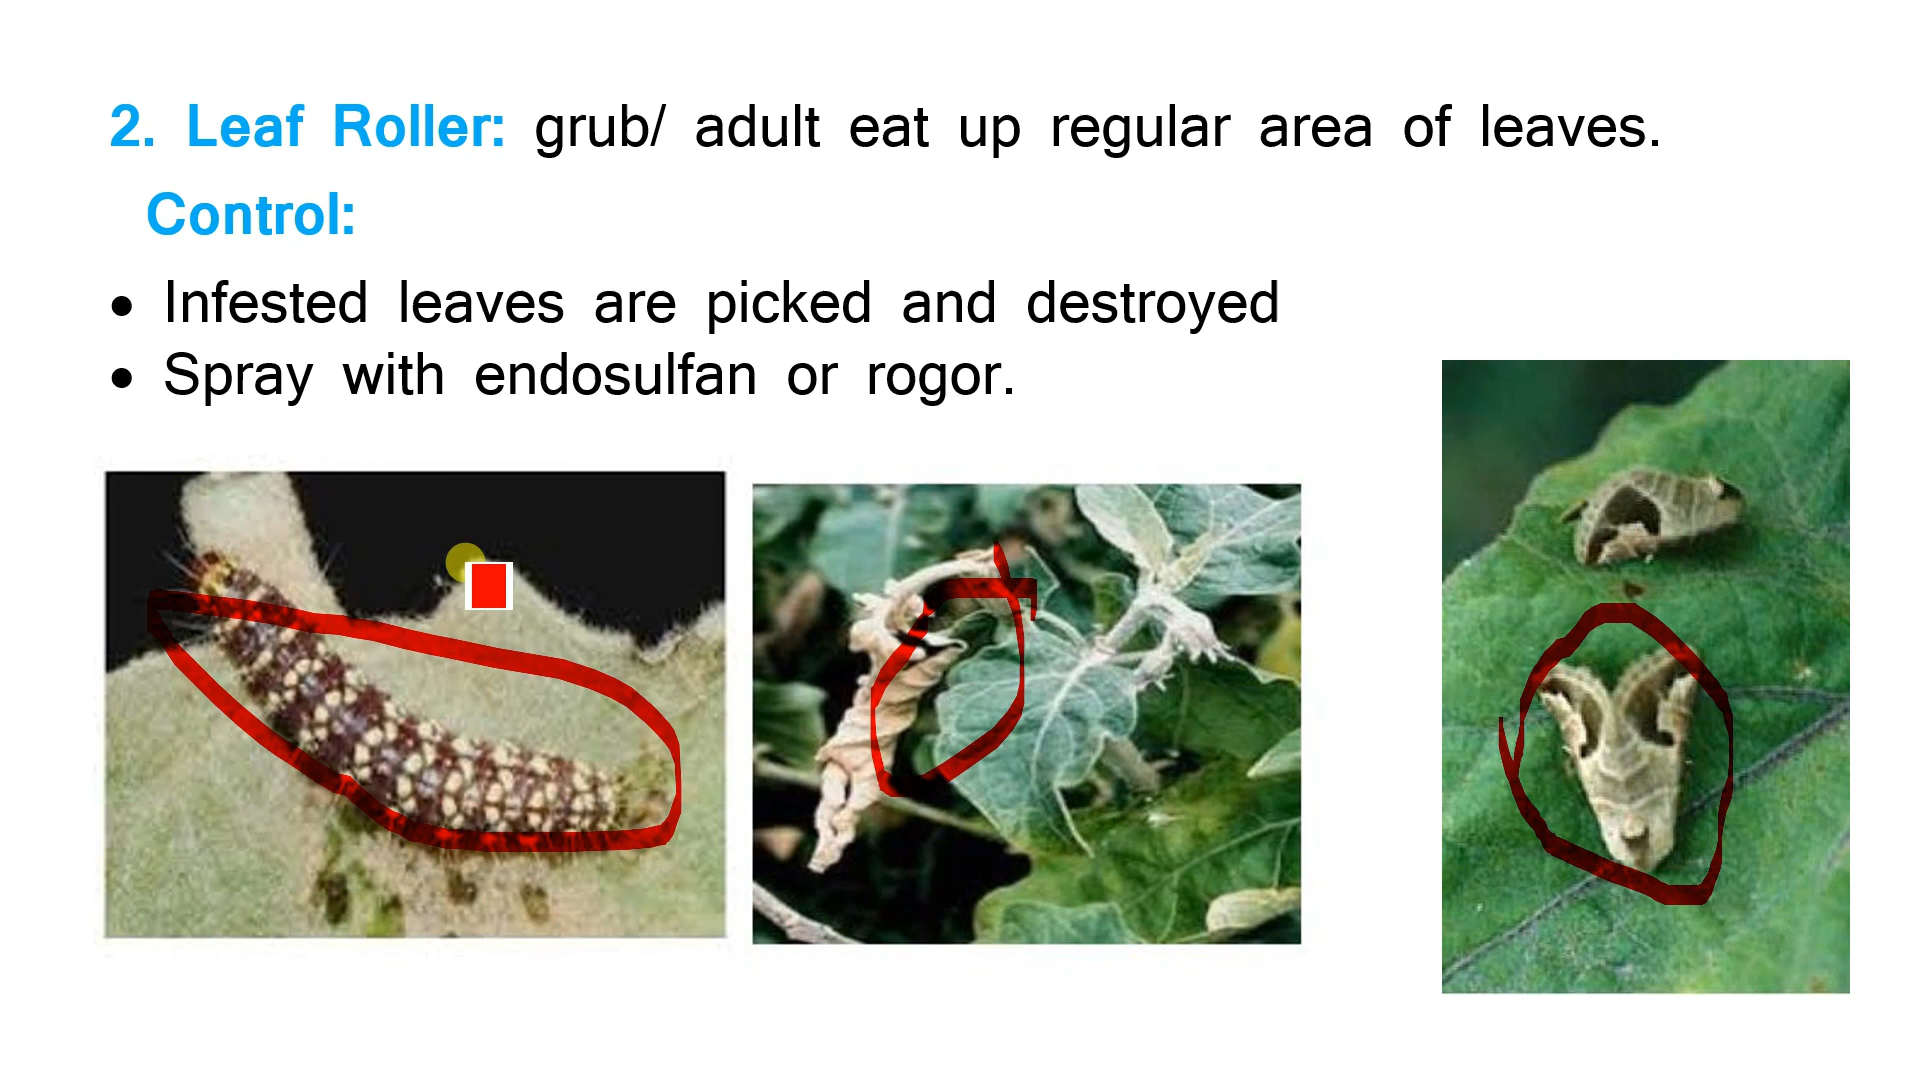 2. Leaf Roller: grub/ adult eat up regular area of leaves.
Control:
• Infested leaves are picked and destroyed
• Spray with endosulfan or rogor.